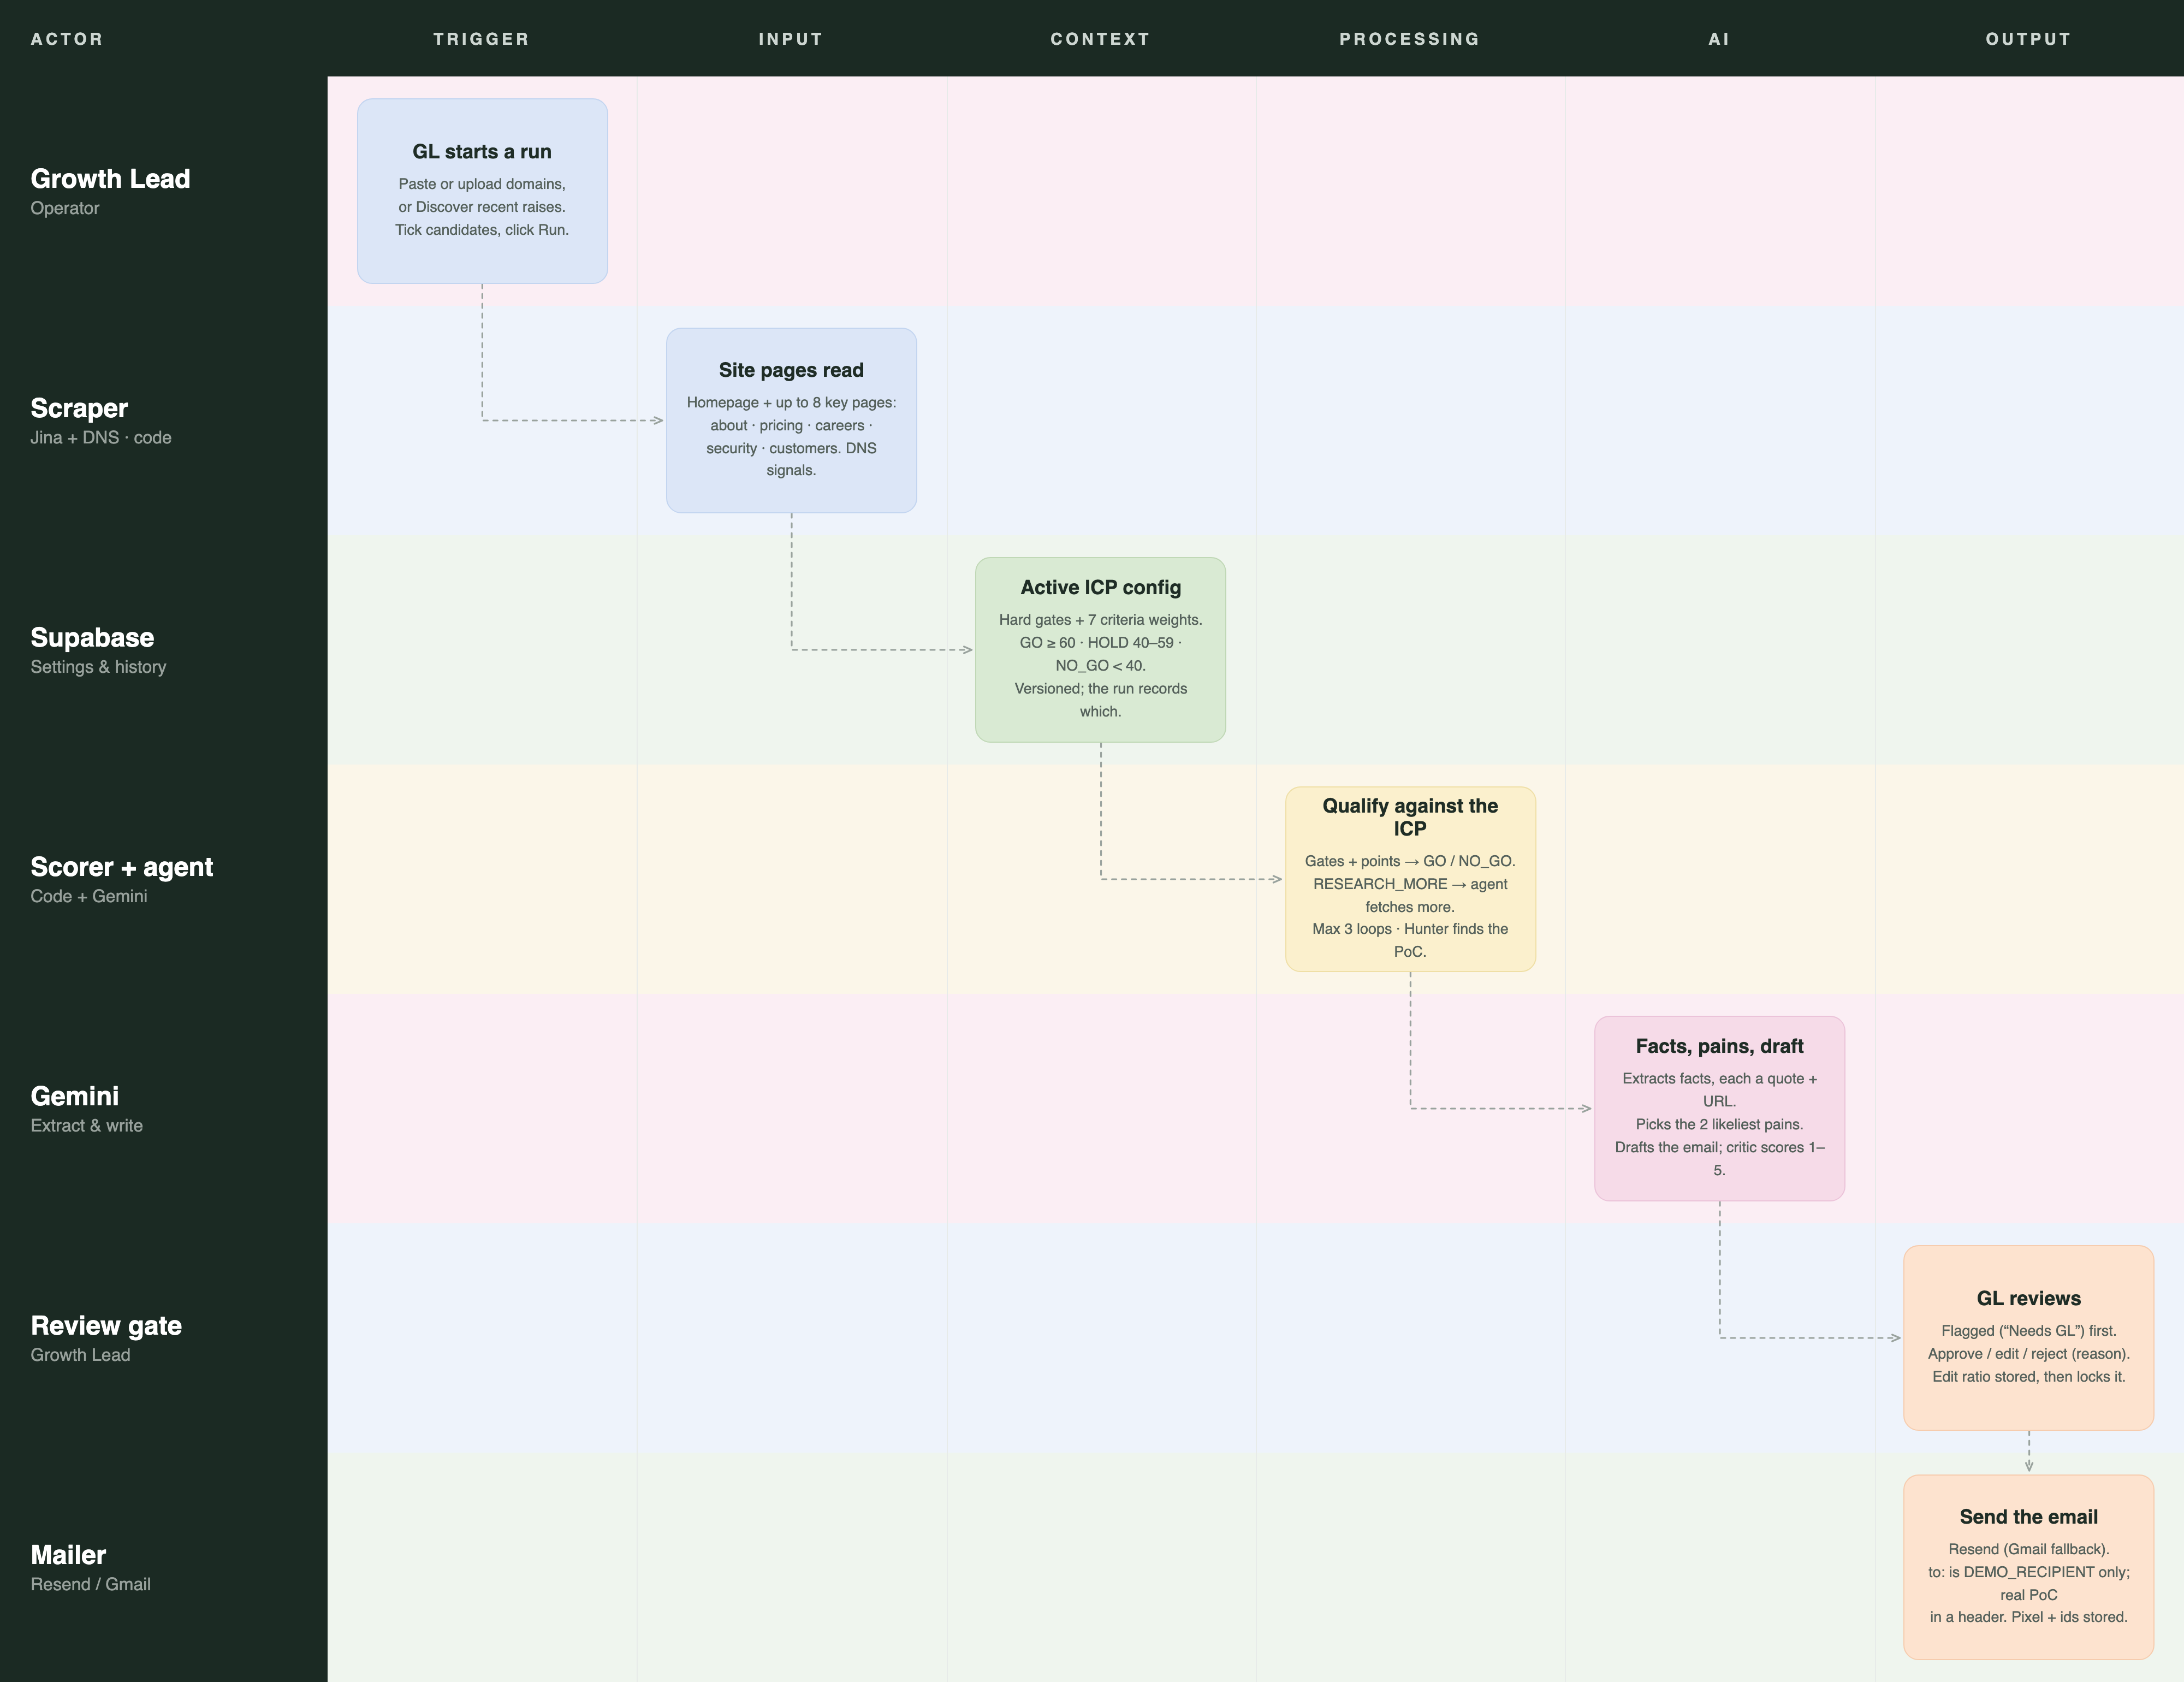 ACTOR
TRIGGER
INPUT
CONTEXT
PROCESSING
AI
OUTPUT
Growth Lead
Operator
GL starts a run
Paste or upload domains,
or Discover recent raises.
Tick candidates, click Run.
Scraper
Jina + DNS · code
Site pages read
Homepage + up to 8 key pages:
about · pricing · careers ·
security · customers. DNS
signals.
Supabase
Settings & history
Active ICP config
Hard gates + 7 criteria weights.
GO ≥ 60 · HOLD 40–59 ·
NO_GO < 40.
Versioned; the run records
which.
Scorer + agent
Code + Gemini
Qualify against the
ICP
Gates + points → GO / NO_GO.
RESEARCH_MORE → agent
fetches more.
Max 3 loops · Hunter finds the
PoC.
Gemini
Extract & write
Facts, pains, draft
Extracts facts, each a quote +
URL.
Picks the 2 likeliest pains.
Drafts the email; critic scores 1–
5.
Review gate
Growth Lead
GL reviews
Flagged (“Needs GL”) first.
Approve / edit / reject (reason).
Edit ratio stored, then locks it.
Mailer
Resend / Gmail
Send the email
Resend (Gmail fallback).
to: is DEMO_RECIPIENT only;
real PoC
in a header. Pixel + ids stored.